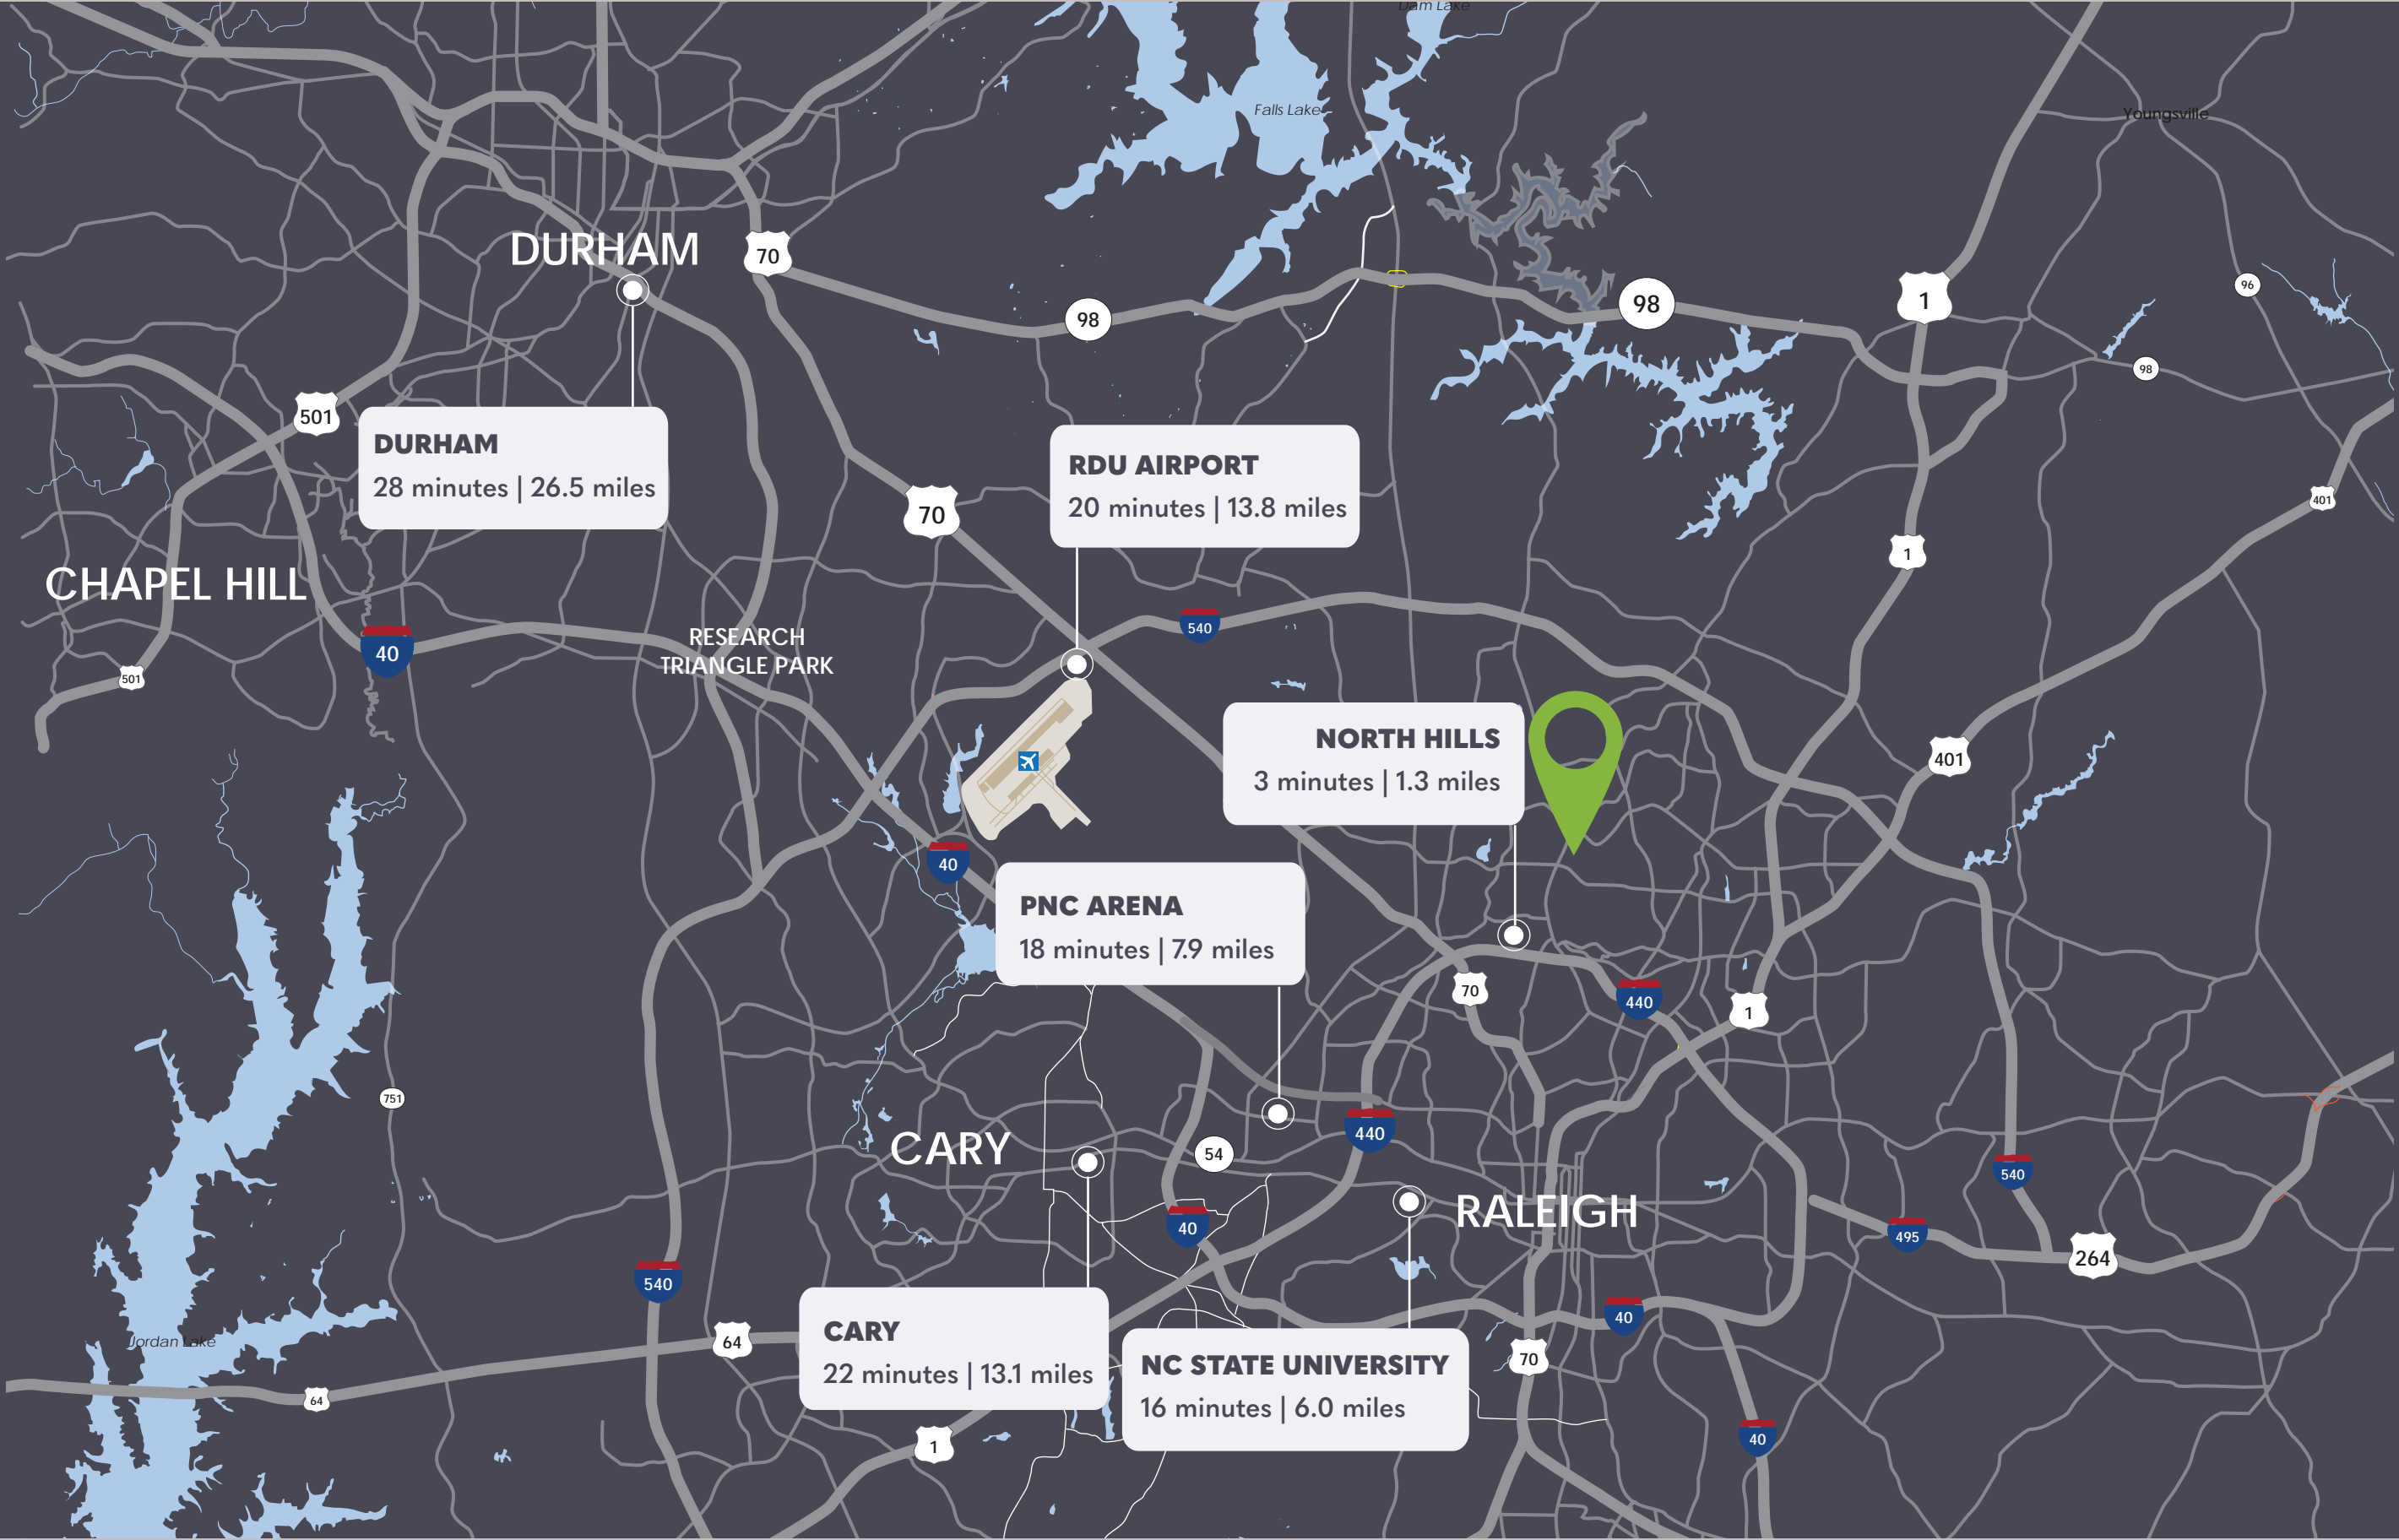 Dam Lake
Falls Lake
Youngsville
DURHAM
70
98
98
1
96
98
501
DURHAM
28 minutes | 26.5 miles
RDU AIRPORT
20 minutes | 13.8 miles
70
401
1
CHAPEL HILL
40
501
RESEARCH
TRIANGLE PARK
540
NORTH HILLS
3 minutes | 1.3 miles
401
40
PNC ARENA
18 minutes | 7.9 miles
70
440
1
751
440
CARY
54
540
RALEIGH
40
495
264
540
40
Jordan Lake
64
CARY
22 minutes | 13.1 miles
NC STATE UNIVERSITY
16 minutes | 6.0 miles
70
64
1
40